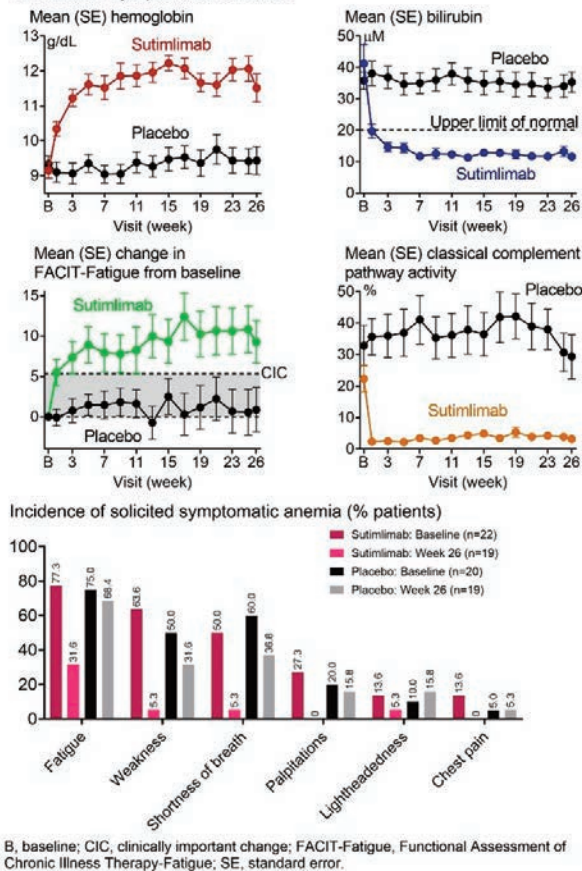 Mean (SE) hemoglobin
g/dL
13
12
11
10
9
Sutimlimab
Placebo
B 3 7 11 15 19 23 26
Visit (week)
Mean (SE) bilirubin
µM
50
40
30
20
10
0
Placebo
Upper limit of normal
Sutimlimab
B 3 7 11 15 19 23 26
Visit (week)
Mean (SE) change in
FACIT-Fatigue from baseline
15
10
5
0
Sutimlimab
CIC
Placebo
B 3 7 11 15 19 23 26
Visit (week)
Mean (SE) classical complement
pathway activity
%
50
40
30
20
10
0
Placebo
Sutimlimab
B 3 7 11 15 19 23 26
Visit (week)
Incidence of solicited symptomatic anemia (% patients)
Sutimlimab: Baseline (n=22)
Sutimlimab: Week 26 (n=19)
Placebo: Baseline (n=20)
Placebo: Week 26 (n=19)
100
80
60
40
20
0
77.3 31.6 75.0 68.4
63.6 5.3 50.0 31.6
50.0 5.3 60.0 36.8
27.3 0 20.0 15.8
13.6 5.3 10.0 15.8
13.6 0 5.0 5.3
Fatigue
Weakness
Shortness of breath
Palpitations
Lightheadedness
Chest pain
B, baseline; CIC, clinically important change; FACIT-Fatigue, Functional Assessment of
Chronic Illness Therapy-Fatigue; SE, standard error.